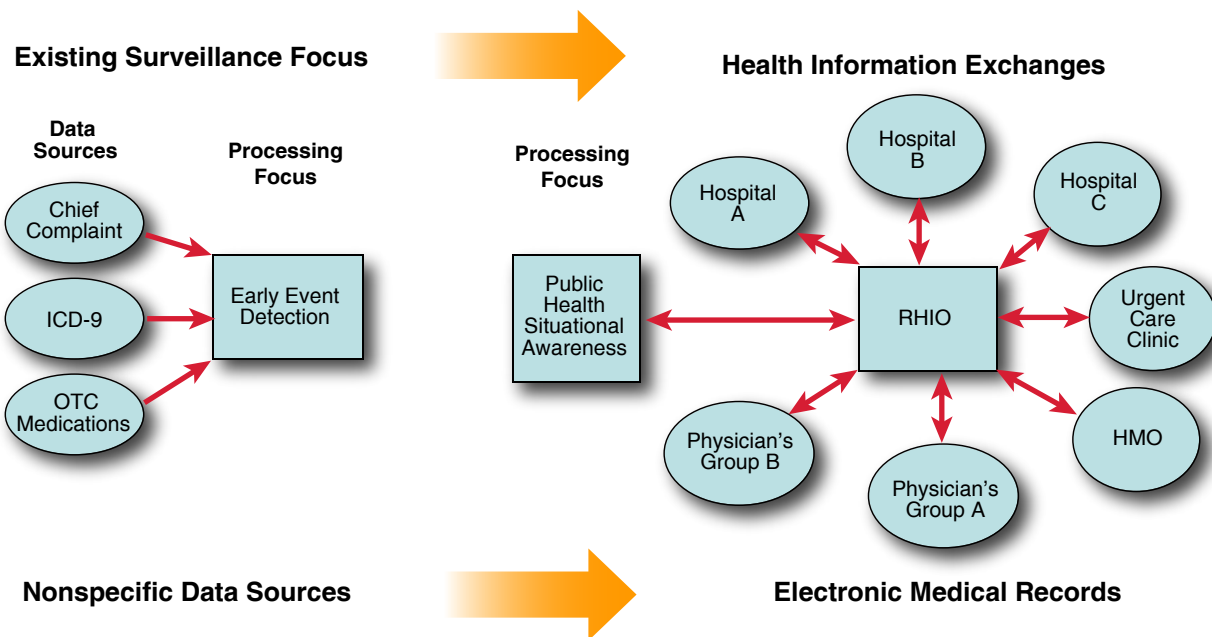 Existing Surveillance Focus
Health Information Exchanges
Data
Sources
Processing
Focus
Chief
Complaint
ICD-9
OTC
Medications
Early Event
Detection
Processing
Focus
Public
Health
Situational
Awareness
Hospital
A
Hospital
B
Hospital
C
RHIO
Urgent
Care
Clinic
HMO
Physician's
Group A
Physician's
Group B
Nonspecific Data Sources
Electronic Medical Records